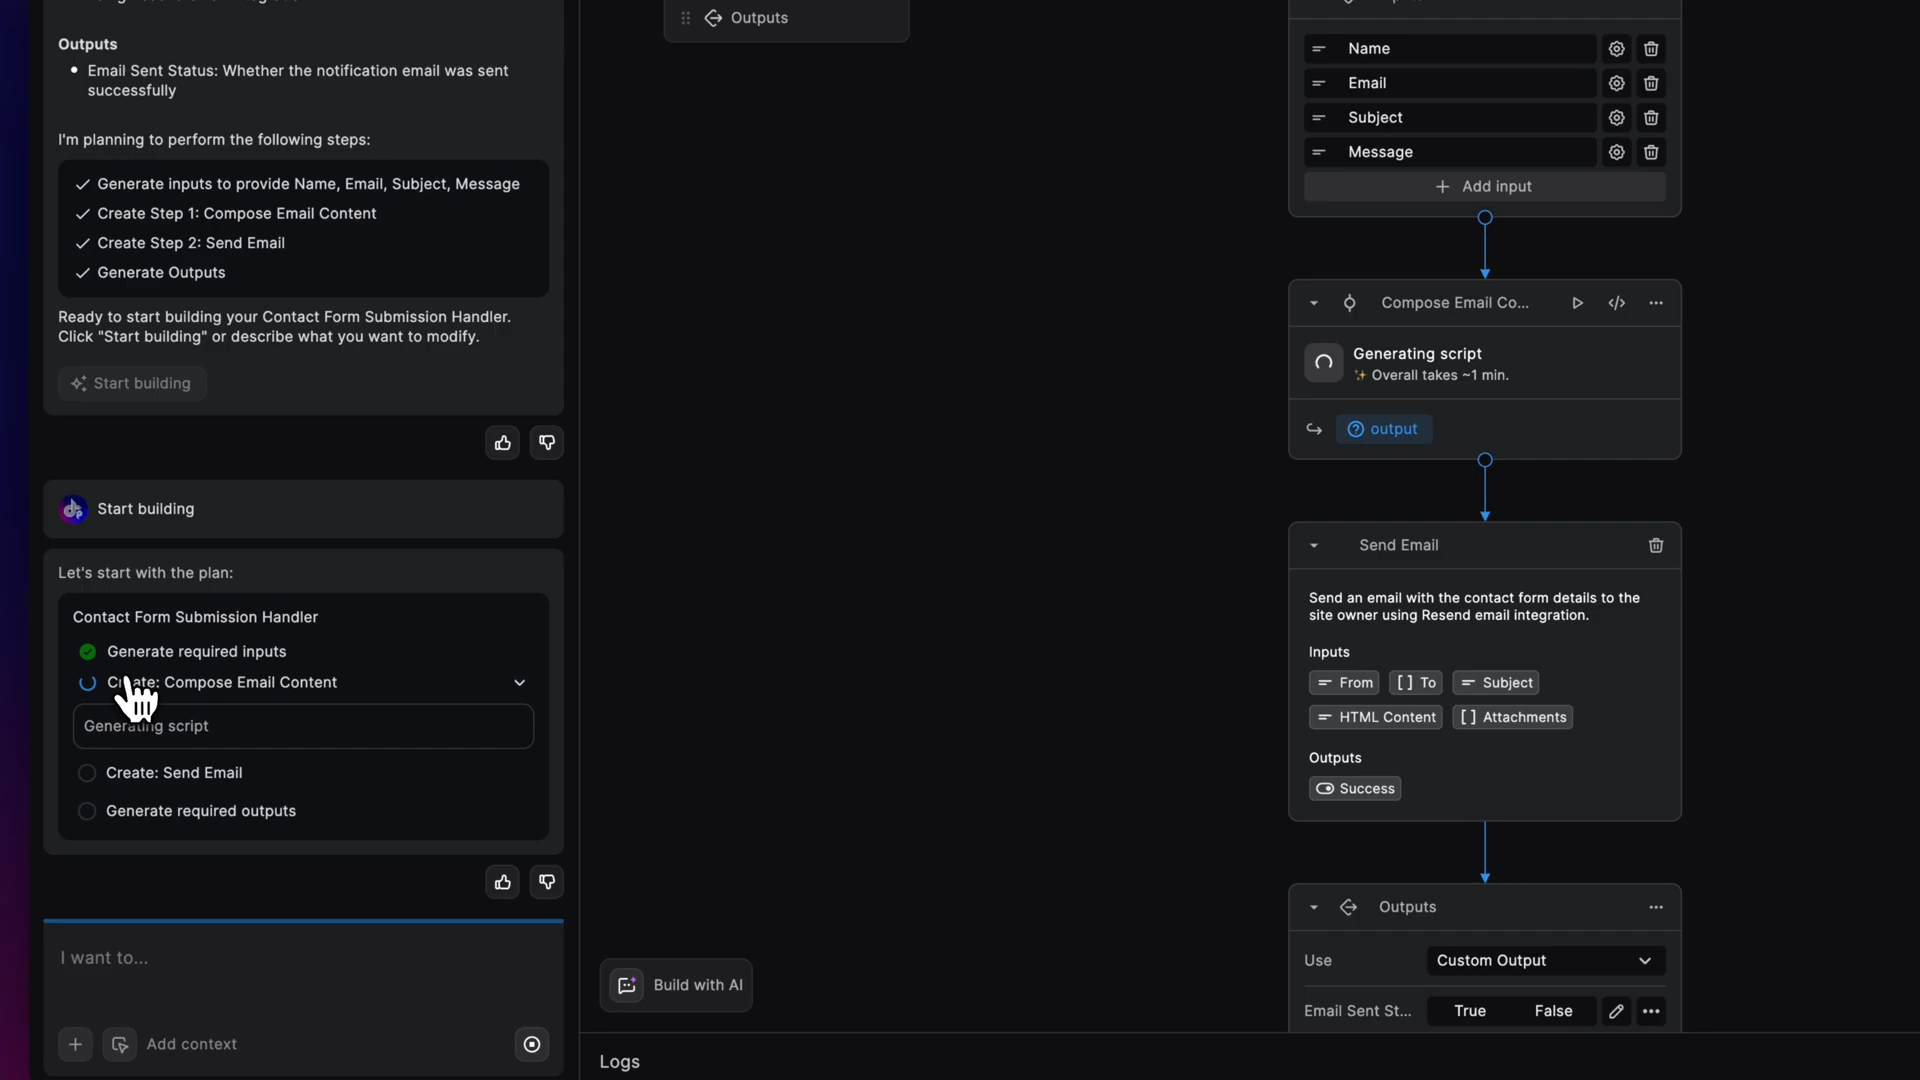 Outputs
Email Sent Status: Whether the notification email was sent
successfully
I'm planning to perform the following steps:
Generate inputs to provide Name, Email, Subject, Message
Create Step 1: Compose Email Content
Create Step 2: Send Email
Generate Outputs
Ready to start building your Contact Form Submission Handler.
Click "Start building" or describe what you want to modify.
Start building
Start building
Let's start with the plan:
Contact Form Submission Handler
Generate required inputs
Create: Compose Email Content
Generating script
Create: Send Email
Generate required outputs
I want to...
Add context
Outputs
Build with AI
Logs
Name
Email
Subject
Message
Add input
Compose Email Co...
Generating script
Overall takes ~1 min.
output
Send Email
Send an email with the contact form details to the
site owner using Resend email integration.
Inputs
From [ ] To Subject
HTML Content [ ] Attachments
Outputs
Success
Outputs
Use Custom Output
Email Sent St... True False